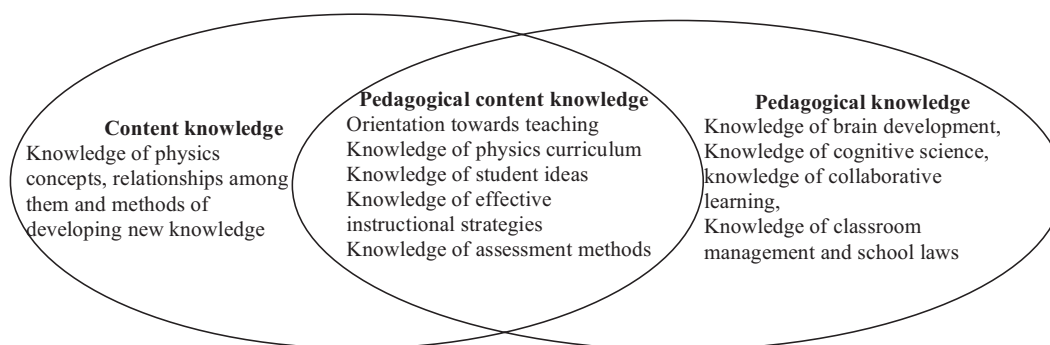 Content knowledge
Knowledge of physics
concepts, relationships among
them and methods of
developing new knowledge
Pedagogical content knowledge
Orientation towards teaching
Knowledge of physics curriculum
Knowledge of student ideas
Knowledge of effective
instructional strategies
Knowledge of assessment methods
Pedagogical knowledge
Knowledge of brain development,
Knowledge of cognitive science,
knowledge of collaborative
learning,
Knowledge of classroom
management and school laws